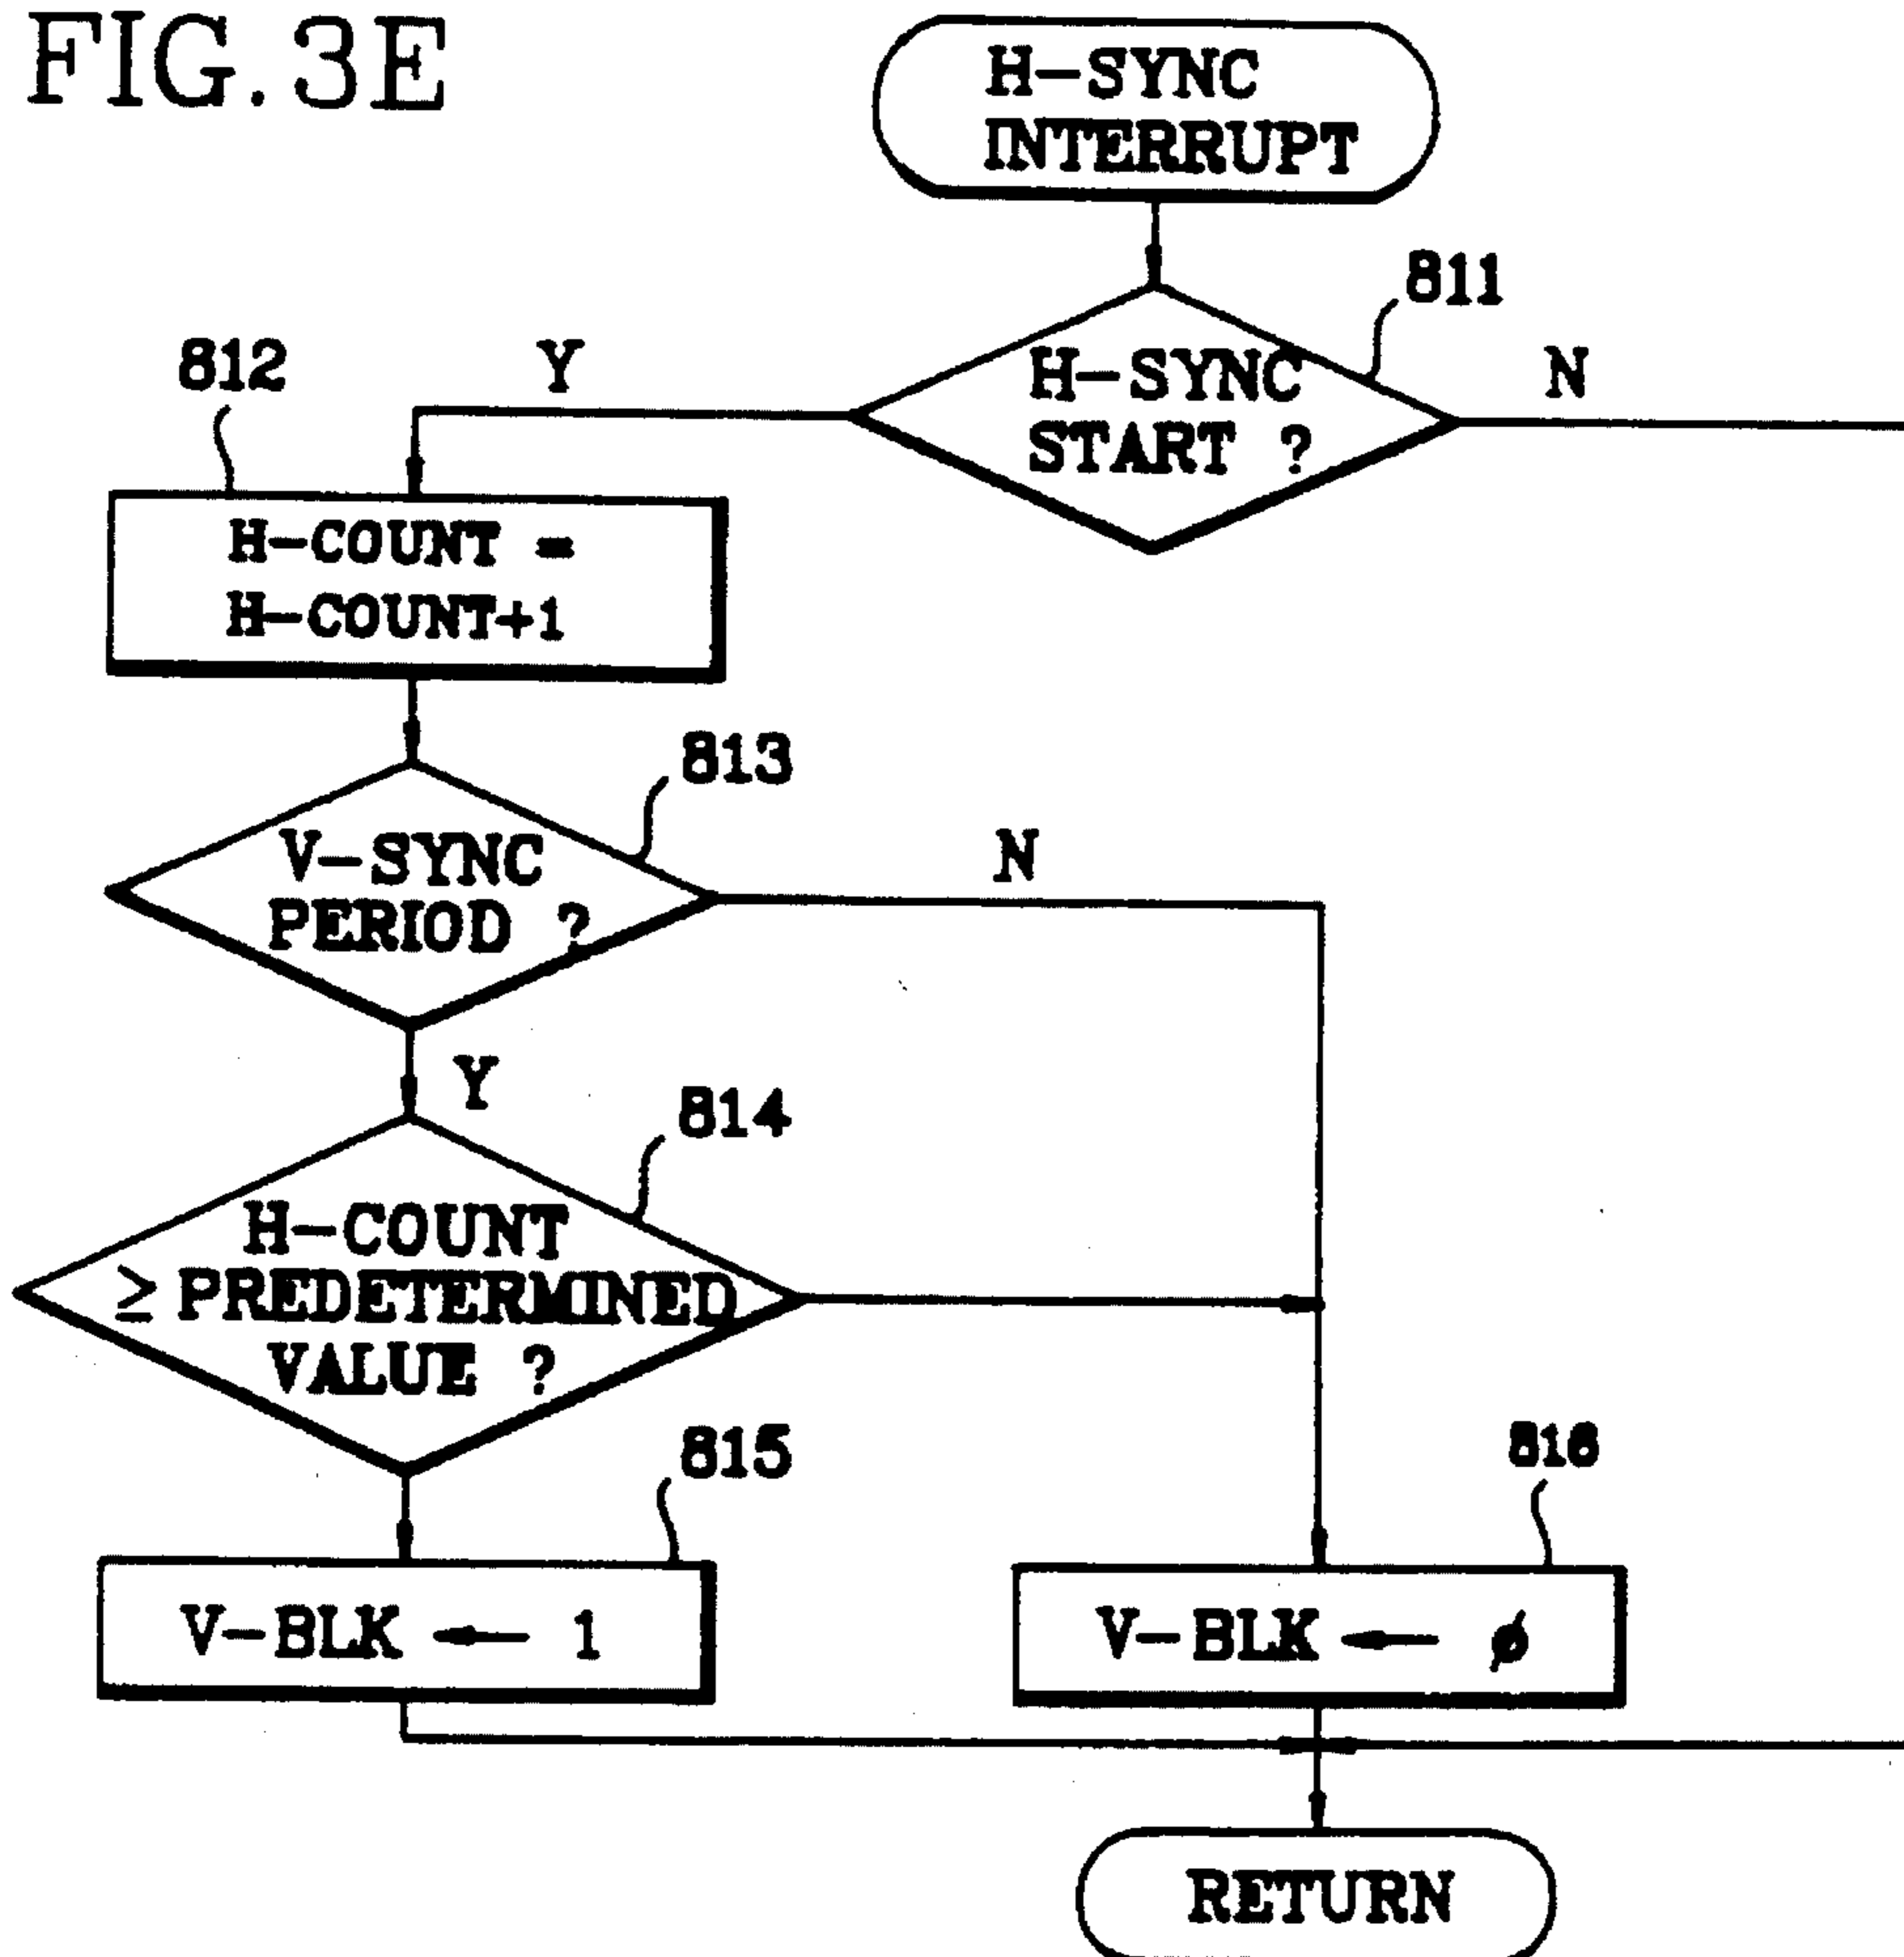 FIG. 3E
H-SYNC
INTERRUPT
811
H-SYNC
START ?
Y
N
812
H-COUNT =
H-COUNT+1
813
V-SYNC
PERIOD ?
N
Y
814
H-COUNT
≥ PREDETERMINED
VALUE ?
815
V-BLK ← 1
816
V-BLK ← ø
RETURN